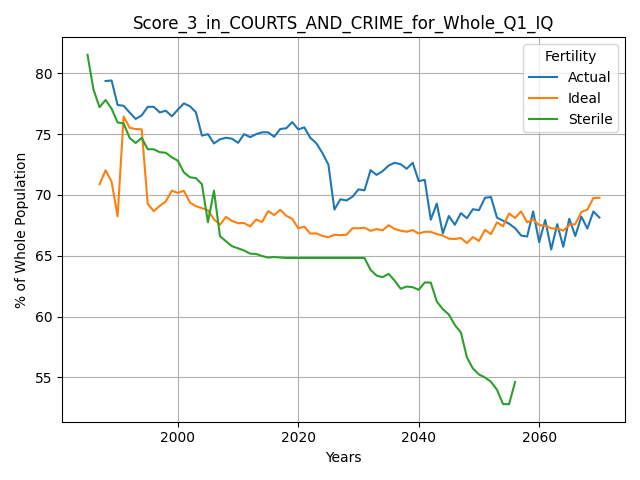 Score_3_in_COURTS_AND_CRIME_for_Whole_Q1_IQ
Fertility
Actual
Ideal
Sterile
% of Whole Population
80
75
70
65
60
55
2000
2020
2040
2060
Years